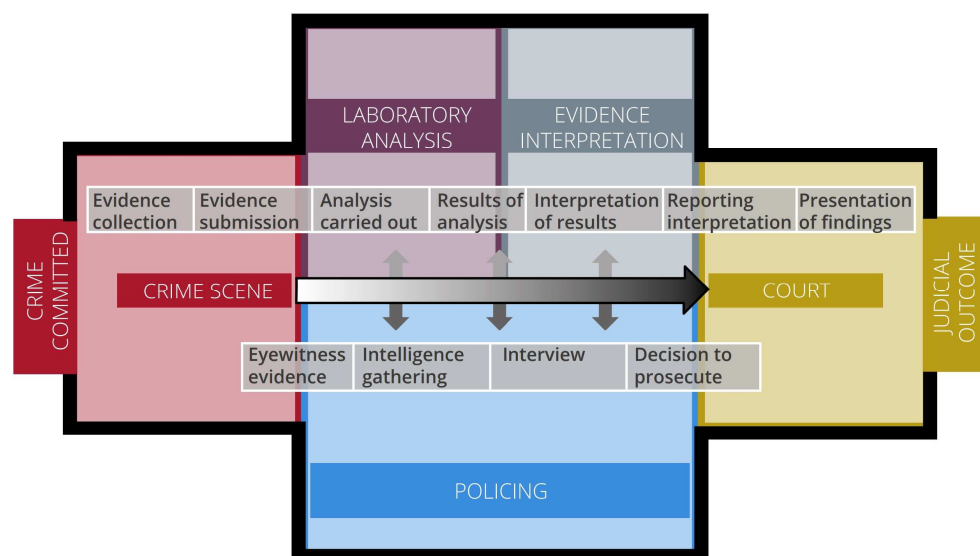 LABORATORY
ANALYSIS
EVIDENCE
INTERPRETATION
Evidence
collection
Evidence
submission
Analysis
carried out
Results of
analysis
Interpretation
of results
Reporting
interpretation
Presentation
of findings
CRIME
COMMITTED
CRIME SCENE
COURT
JUDICIAL
OUTCOME
Eyewitness
evidence
Intelligence
gathering
Interview
Decision to
prosecute
POLICING